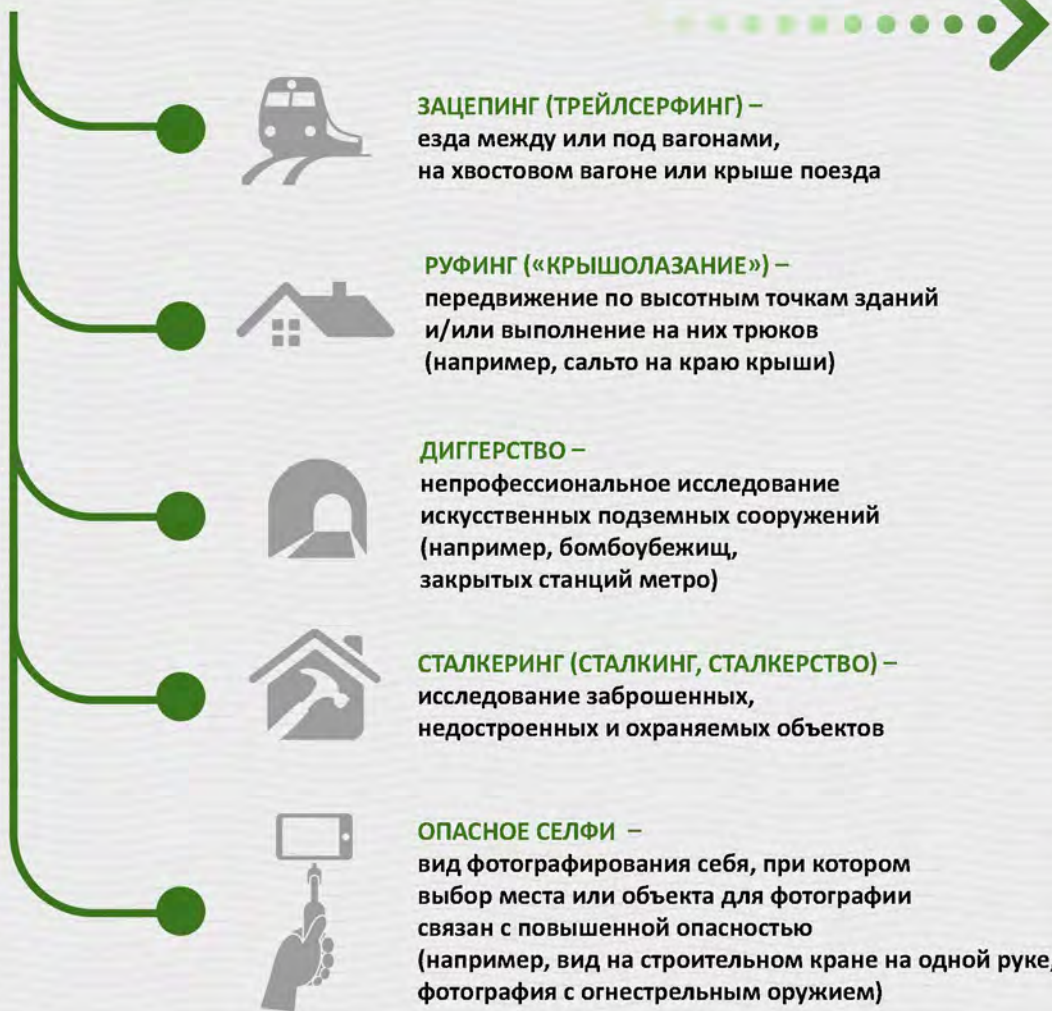 ЗАЦЕПИНГ (ТРЕЙЛСЕРФИНГ) –
езда между или под вагонами,
на хвостовом вагоне или крыше поезда
РУФИНГ («КРЫШОЛАЗАНИЕ») –
передвижение по высотным точкам зданий
и/или выполнение на них трюков
(например, сальто на краю крыши)
ДИГГЕРСТВО –
непрофессиональное исследование
искусственных подземных сооружений
(например, бомбоубежищ,
закрытых станций метро)
СТАЛКЕРИНГ (СТАЛКИНГ, СТАЛКЕРСТВО) –
исследование заброшенных,
недостроенных и охраняемых объектов
ОПАСНОЕ СЕЛФИ –
вид фотографирования себя, при котором
выбор места или объекта для фотографии
связан с повышенной опасностью
(например, вид на строительном кране на одной руке,
фотография с огнестрельным оружием)